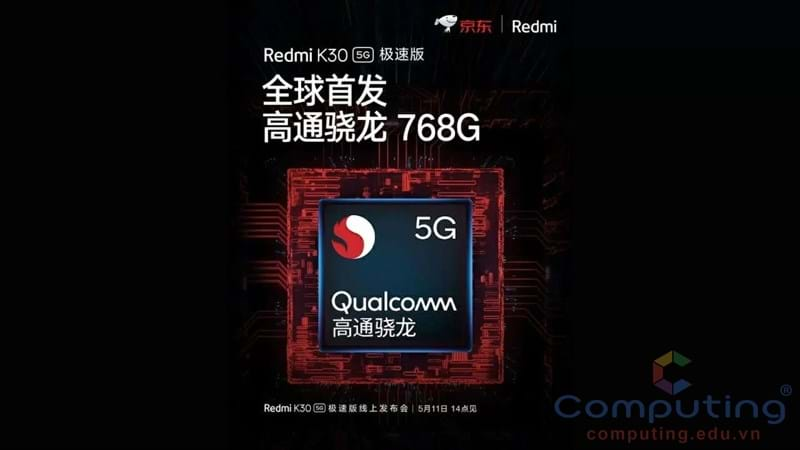 京东 | Redmi
Redmi K30 5G 极速版
全球首发
高通骁龙 768G
5G
Qualcomm
高通骁龙
Redmi K30 5G 极速版线上发布会 | 5月11日 14点见
Computing®
computing.edu.vn